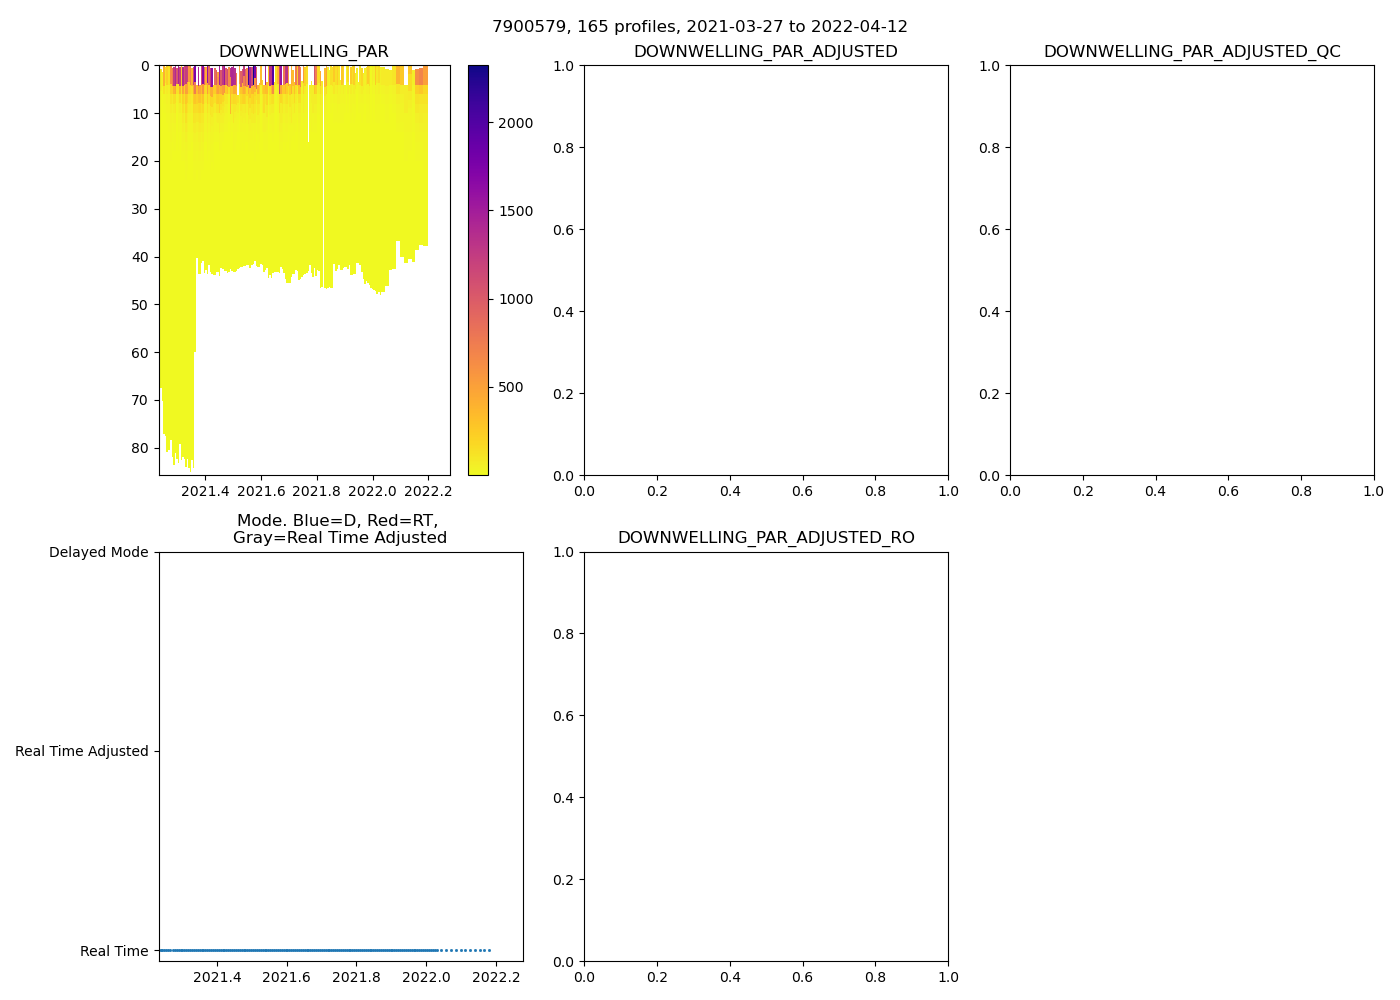 7900579, 165 profiles, 2021-03-27 to 2022-04-12
DOWNWELLING_PAR
0
10
20
30
40
50
60
70
80
2021.4 2021.6 2021.8 2022.0 2022.2
2000
1500
1000
500
DOWNWELLING_PAR_ADJUSTED
1.0
0.8
0.6
0.4
0.2
0.0
0.0 0.2 0.4 0.6 0.8 1.0
DOWNWELLING_PAR_ADJUSTED_QC
1.0
0.8
0.6
0.4
0.2
0.0
0.0 0.2 0.4 0.6 0.8 1.0
Mode. Blue=D, Red=RT,
Gray=Real Time Adjusted
Delayed Mode
Real Time Adjusted
Real Time
2021.4 2021.6 2021.8 2022.0 2022.2
DOWNWELLING_PAR_ADJUSTED_RO
1.0
0.8
0.6
0.4
0.2
0.0
0.0 0.2 0.4 0.6 0.8 1.0